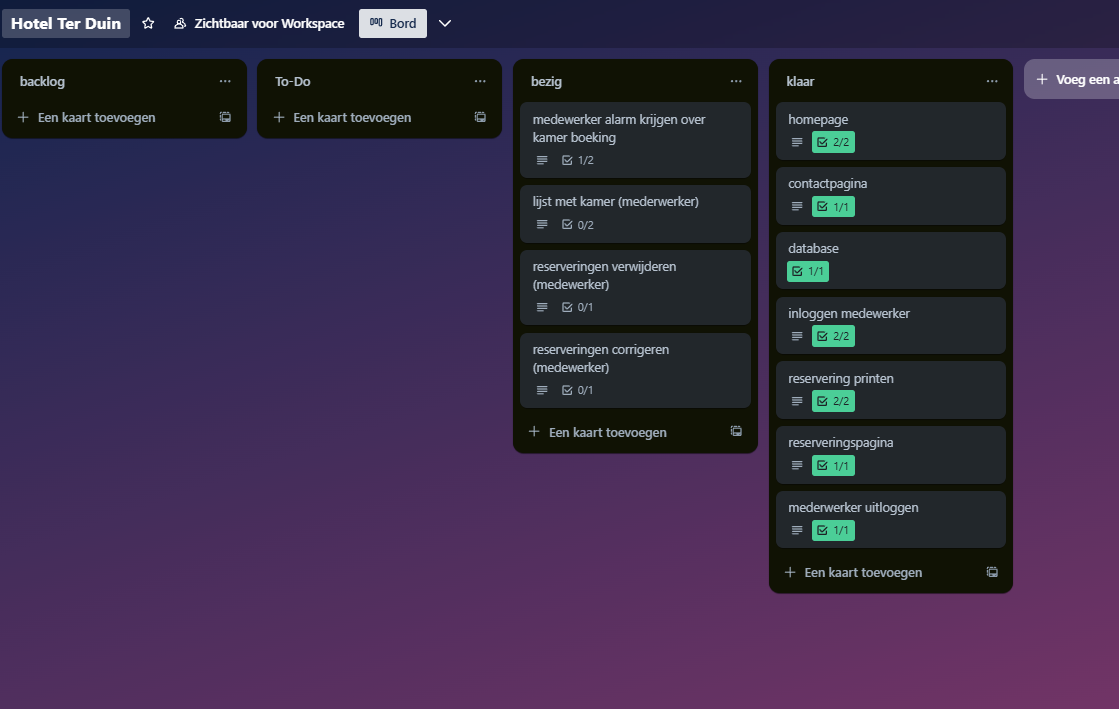 Hotel Ter Duin
Zichtbaar voor Workspace
Bord
backlog
Een kaart toevoegen
To-Do
Een kaart toevoegen
bezig
medewerker alarm krijgen over
kamer boeking
1/2
lijst met kamer (mederwerker)
0/2
reserveringen verwijderen
(medewerker)
0/1
reserveringen corrigeren
(medewerker)
0/1
Een kaart toevoegen
klaar
homepage
2/2
contactpagina
1/1
database
1/1
inloggen medewerker
2/2
reservering printen
2/2
reserveringspagina
1/1
mederwerker uitloggen
1/1
Een kaart toevoegen
Voeg een a